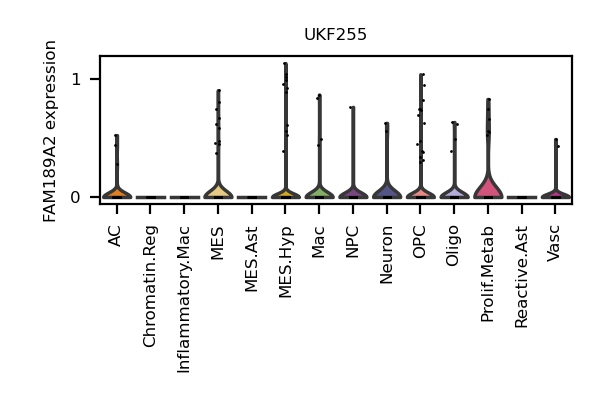 UKF255
FAM189A2 expression
1
0
AC
Chromatin.Reg
Inflammatory.Mac
MES
MES.Ast
MES.Hyp
Mac
NPC
Neuron
OPC
Oligo
Prolif.Metab
Reactive.Ast
Vasc